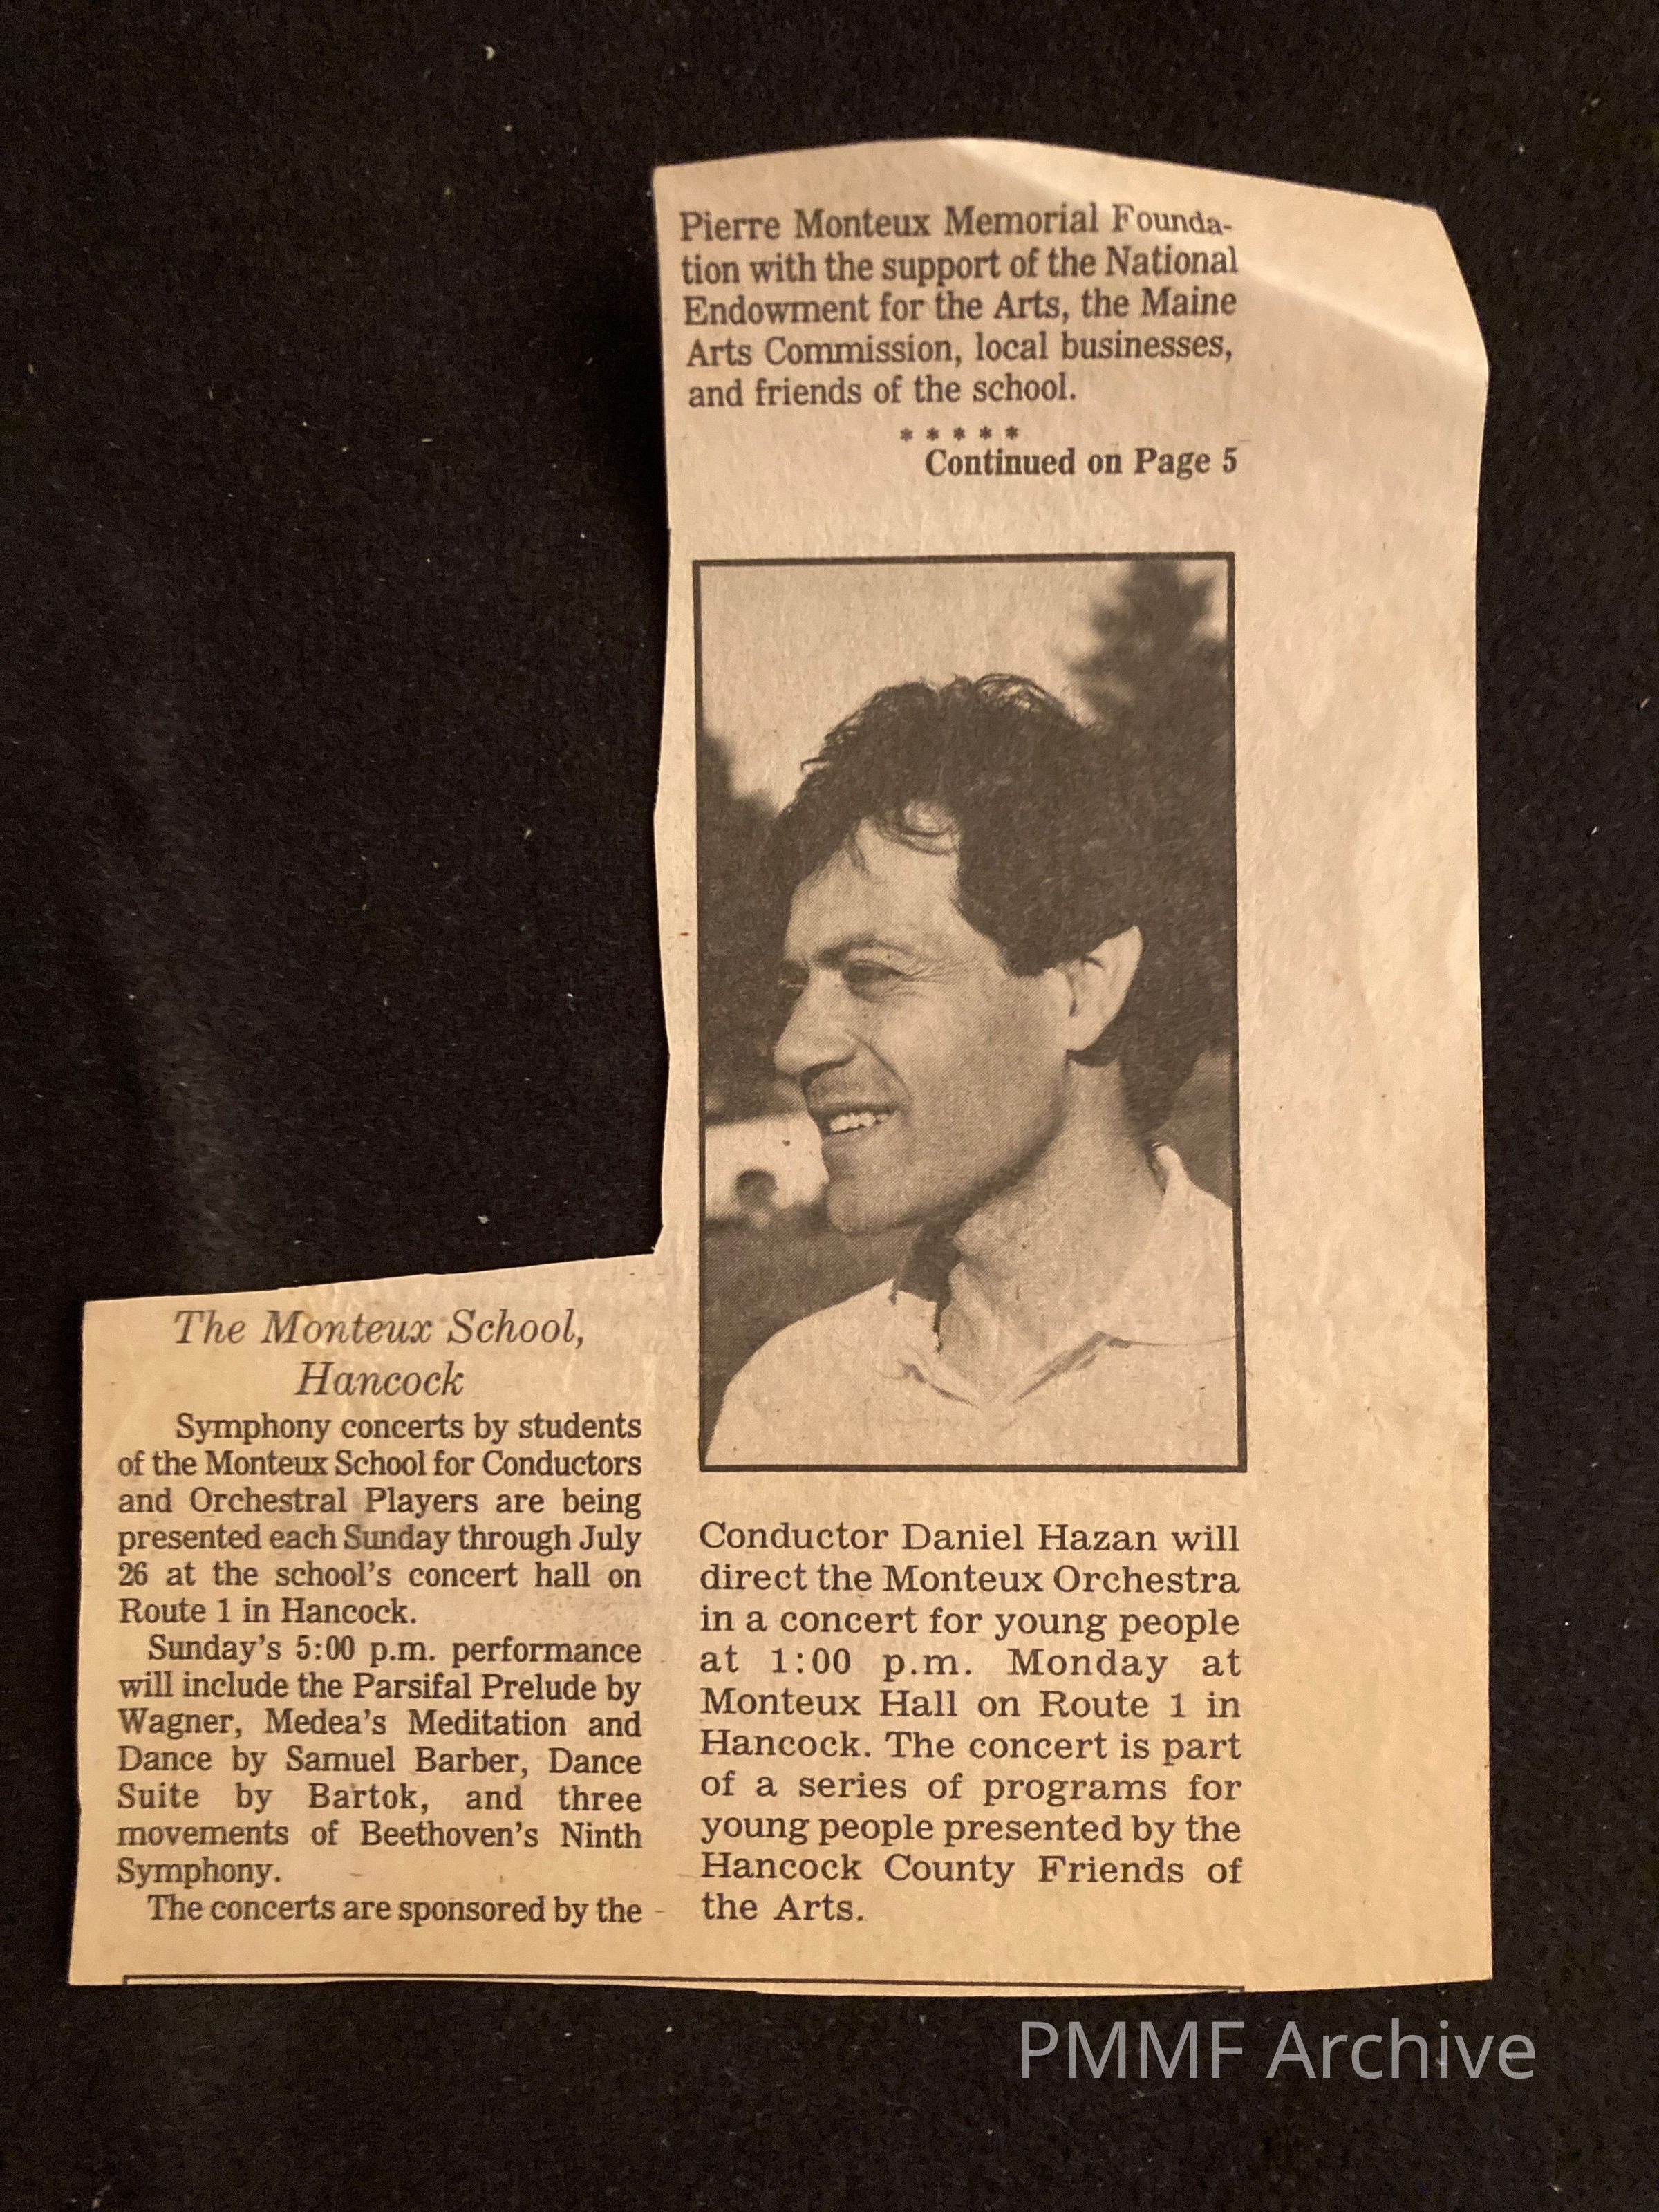 The Monteux School,
Hancock
Symphony concerts by students
of the Monteux School for Conductors
and Orchestral Players are being
presented each Sunday through July
26 at the school's concert hall on
Route 1 in Hancock.
Sunday's 5:00 p.m. performance
will include the Parsifal Prelude by
Wagner, Medea's Meditation and
Dance by Samuel Barber, Dance
Suite by Bartok, and three
movements of Beethoven's Ninth
Symphony.
The concerts are sponsored by the
Pierre Monteux Memorial Founda-
tion with the support of the National
Endowment for the Arts, the Maine
Arts Commission, local businesses,
and friends of the school.
* * * * *
Continued on Page 5
Conductor Daniel Hazan will
direct the Monteux Orchestra
in a concert for young people
at 1:00 p.m. Monday at
Monteux Hall on Route 1 in
Hancock. The concert is part
of a series of programs for
young people presented by the
Hancock County Friends of
the Arts.
PMMF Archive